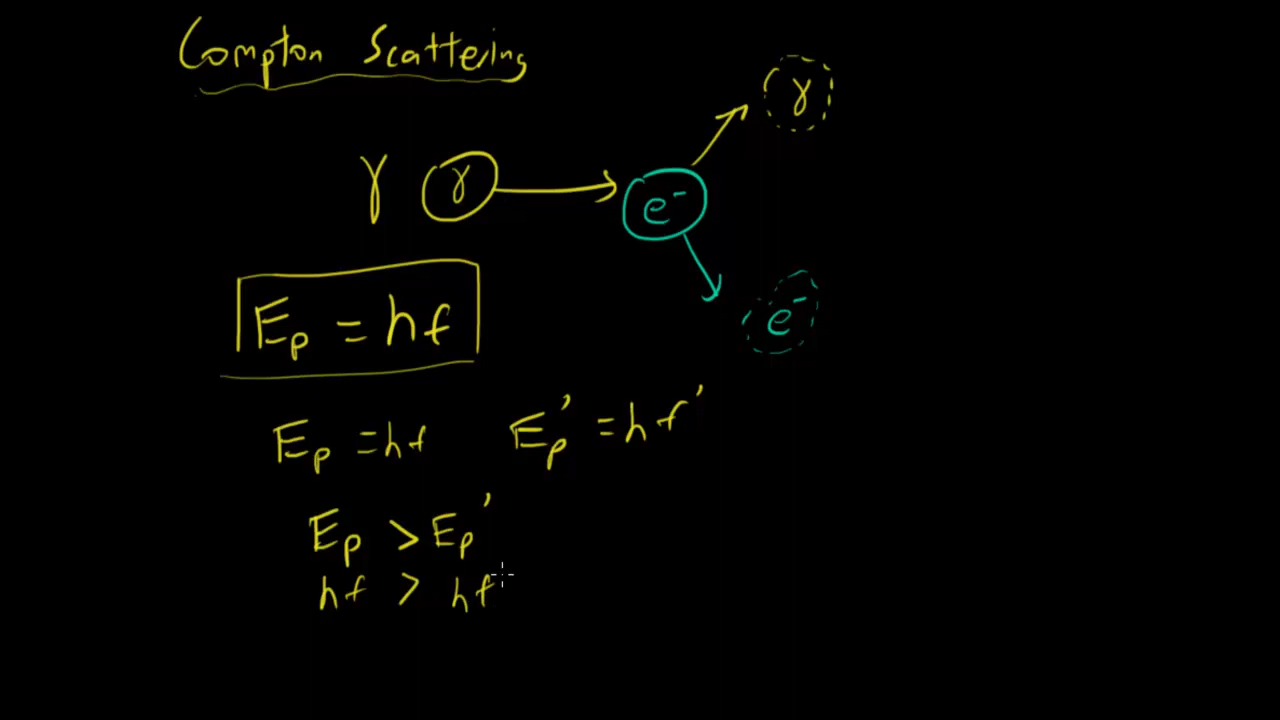 Compton Scattering
γ
γ γ e⁻
E_p = hf
e⁻
E_p = hf E_p' = hf'
E_p > E_p'
hf > hf